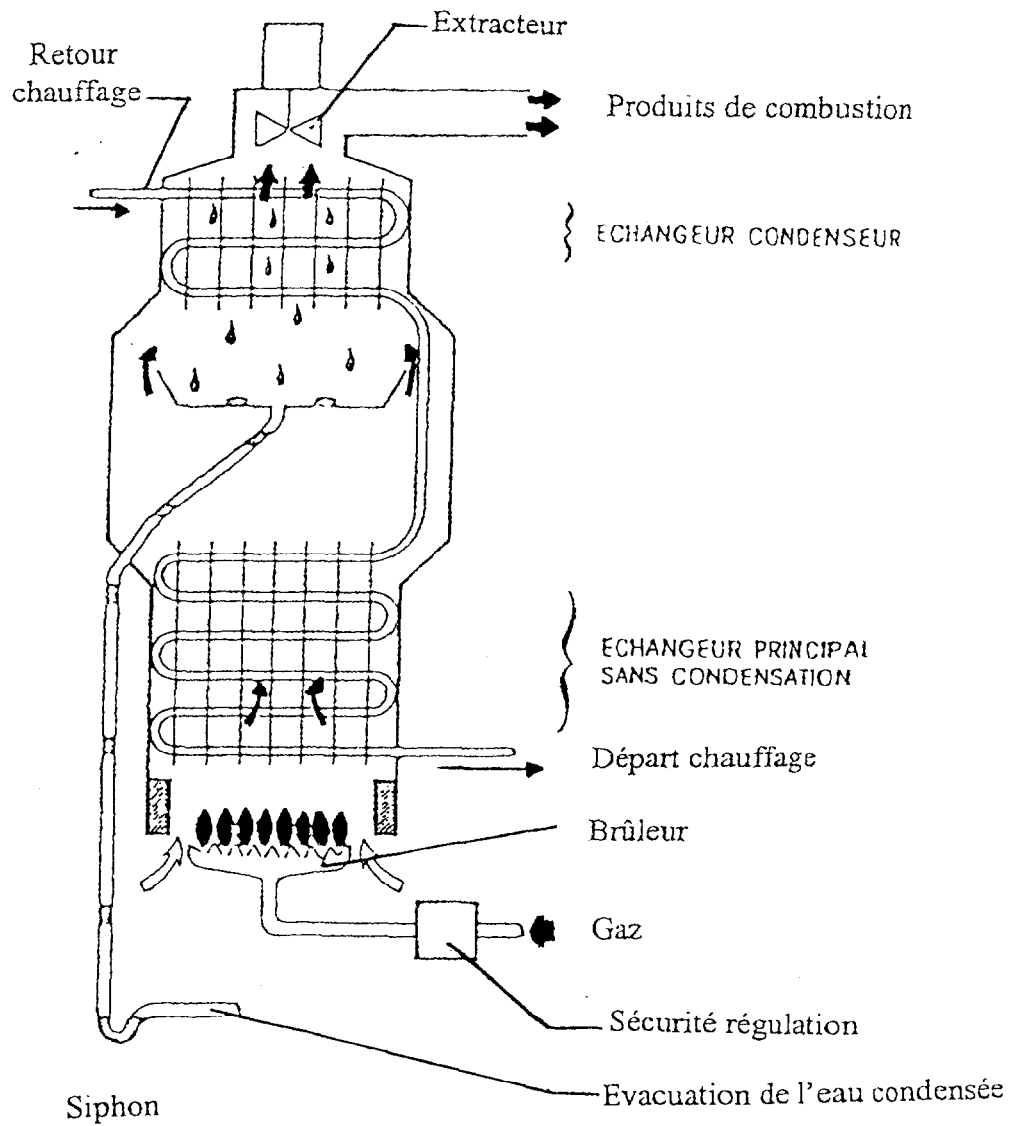 Extracteur
Retour
chauffage
Produits de combustion
ECHANGEUR CONDENSEUR
ECHANGEUR PRINCIPAL
SANS CONDENSATION
Départ chauffage
Brûleur
Gaz
Sécurité régulation
Evacuation de l'eau condensée
Siphon